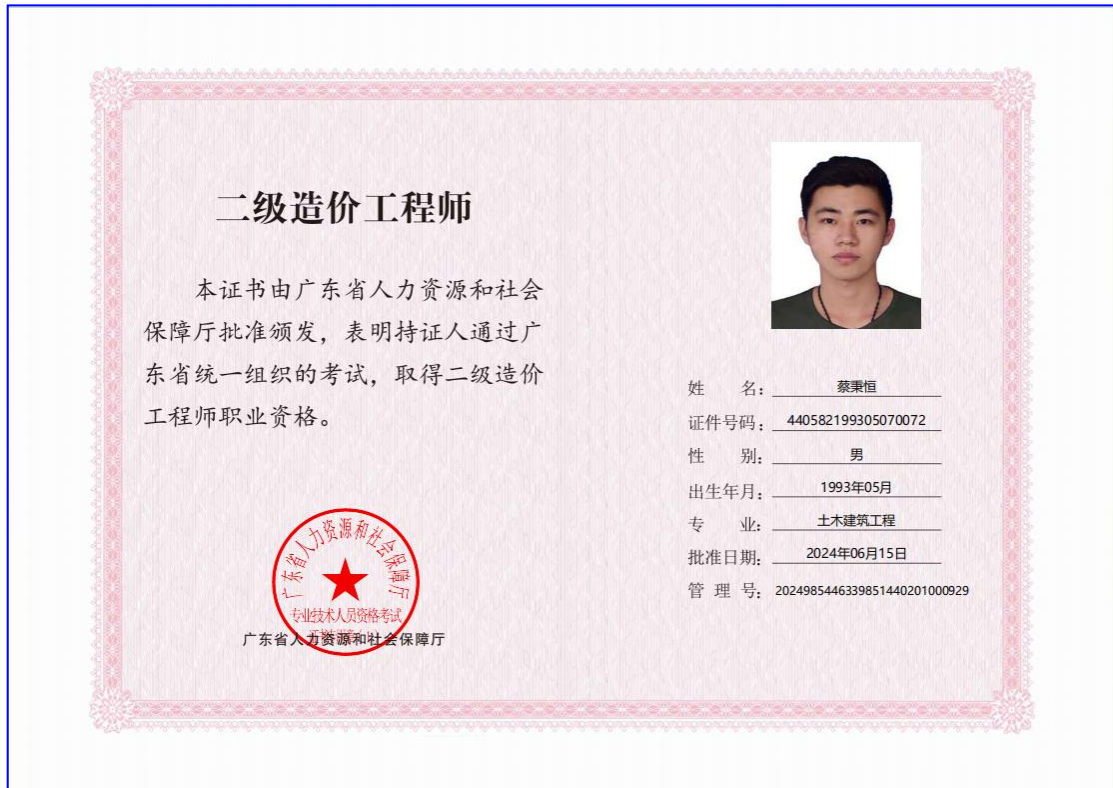 二级造价工程师
本证书由广东省人力资源和社会
保障厅批准颁发，表明持证人通过广
东省统一组织的考试，取得二级造价
工程师职业资格。
广东省人力资源和社会保障厅
专业技术人员资格考试
广东省人力资源和社会保障厅
姓 名：蔡秉恒
证件号码：440582199305070072
性 别：男
出生年月：1993年05月
专 业：土木建筑工程
批准日期：2024年06月15日
管 理 号：2024985446339851440201000929